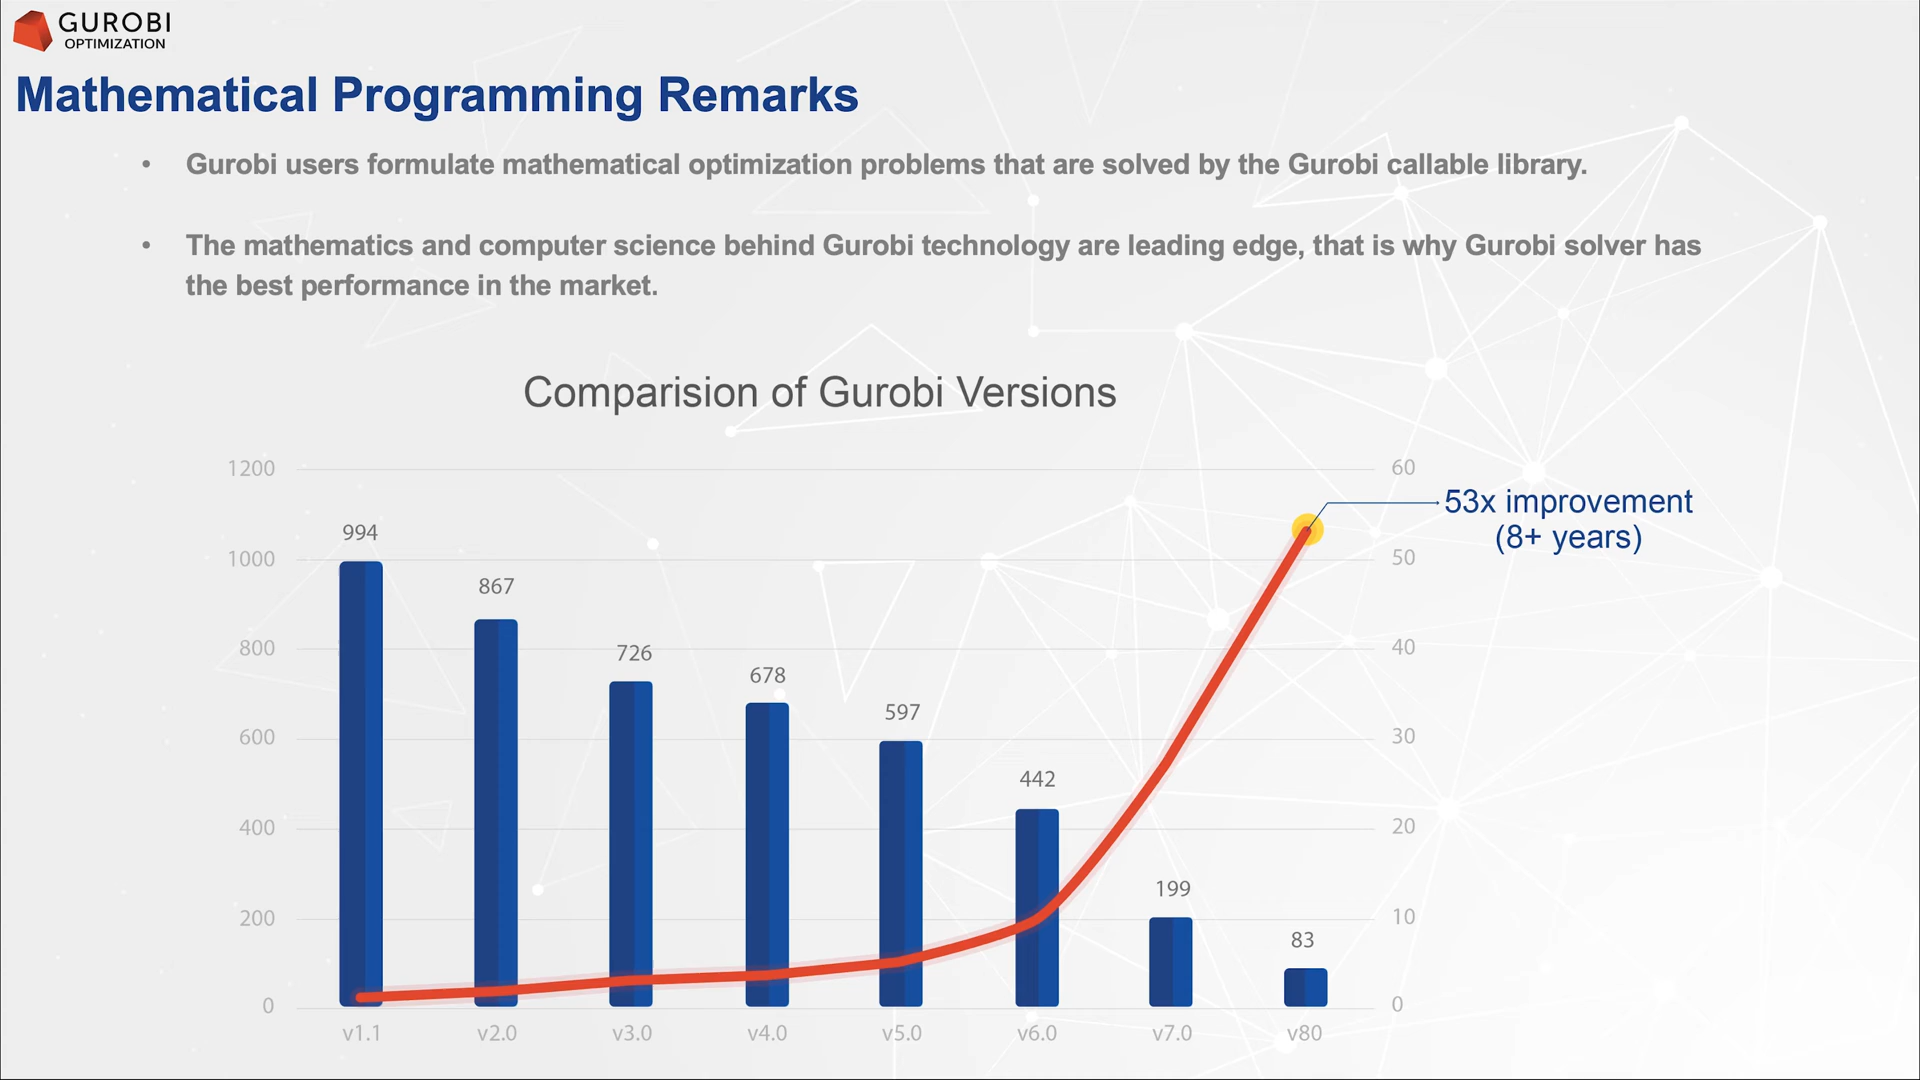 GUROBI
OPTIMIZATION
Mathematical Programming Remarks
• Gurobi users formulate mathematical optimization problems that are solved by the Gurobi callable library.
• The mathematics and computer science behind Gurobi technology are leading edge, that is why Gurobi solver has
the best performance in the market.
Comparision of Gurobi Versions
1200
1000
800
600
400
200
0
994
867
726
678
597
442
199
83
60
50
40
30
20
10
0
53x improvement
(8+ years)
v1.1 v2.0 v3.0 v4.0 v5.0 v6.0 v7.0 v80